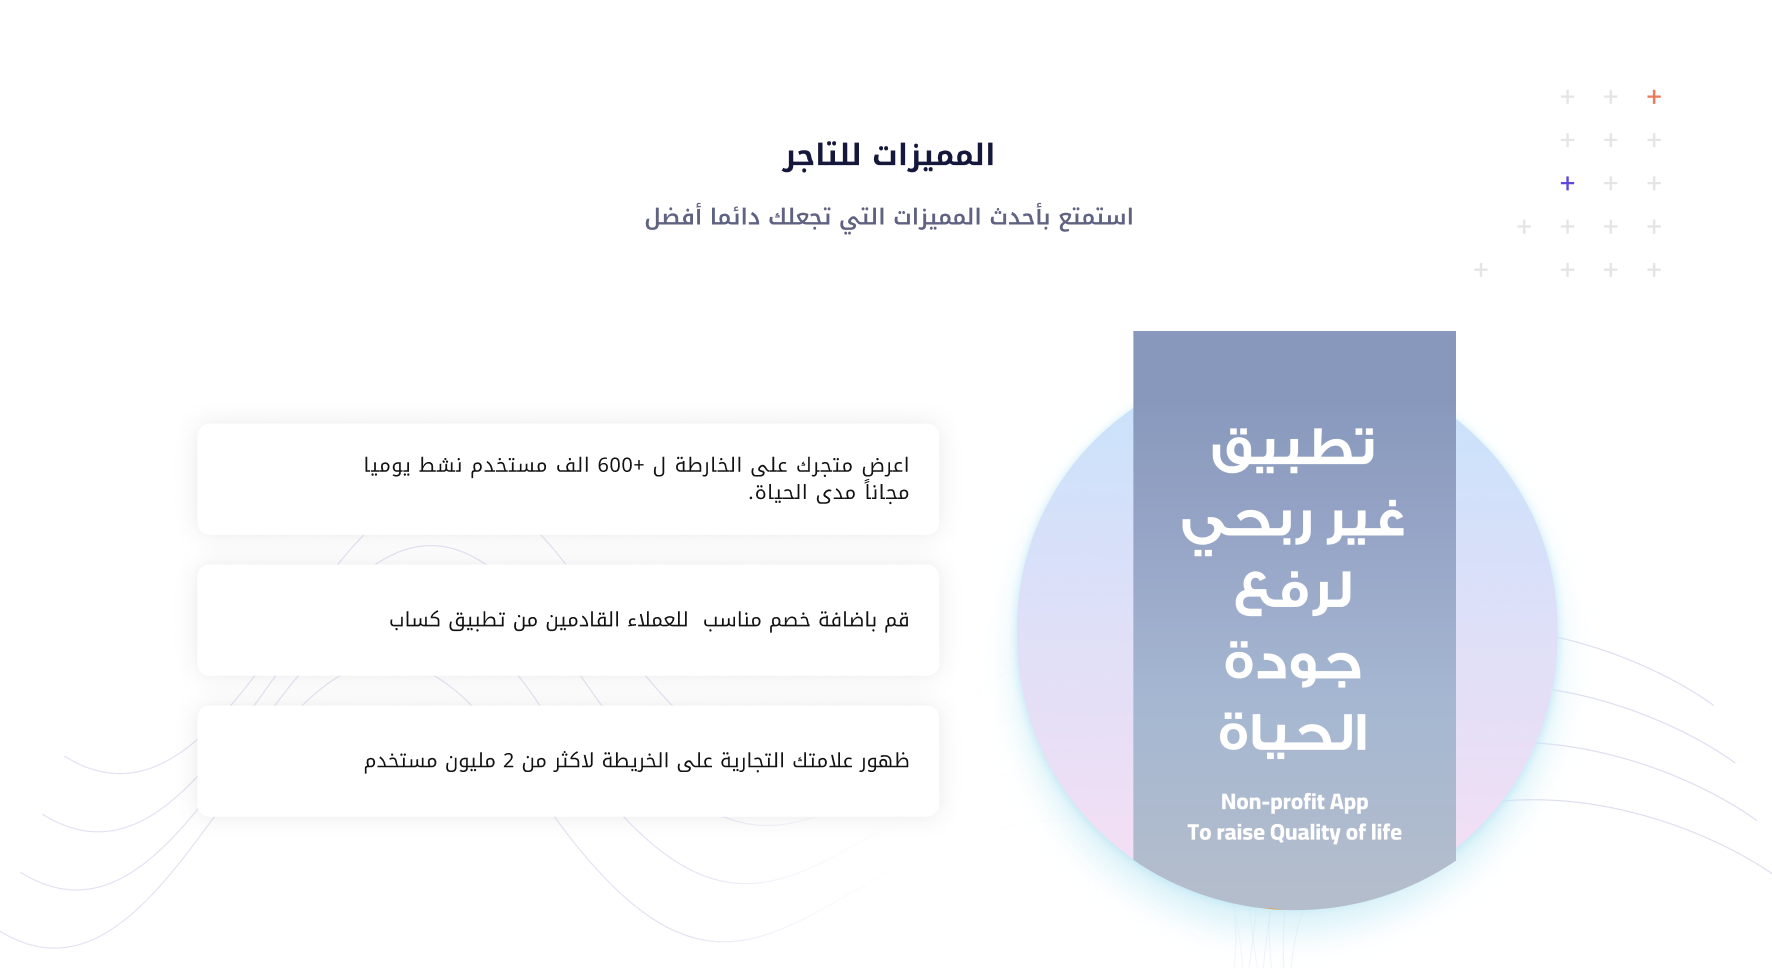 المميزات للتاجر
استمتع بأحدث المميزات التي تجعلك دائما أفضل
تطبيق
غير ربحي
لرفع
جودة
الحياة
Non-profit App
To raise Quality of life
اعرض متجرك على الخارطة ل +600 الف مستخدم نشط يوميا
مجاناً مدى الحياة.
قم باضافة خصم مناسب  للعملاء القادمين من تطبيق كساب
ظهور علامتك التجارية على الخريطة لاكثر من 2 مليون مستخدم